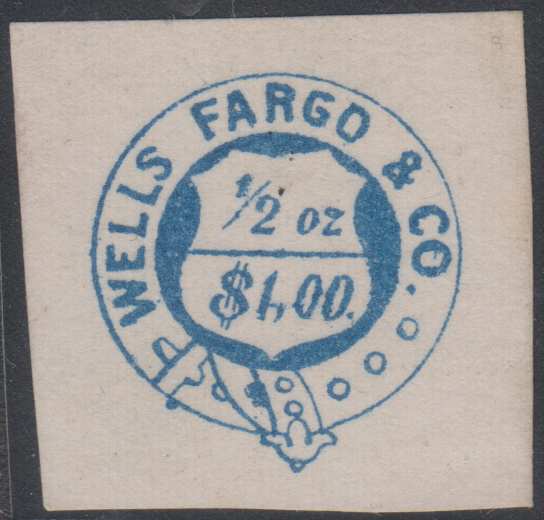 WELLS FARGO & CO.
1/2 oz
$1,00.